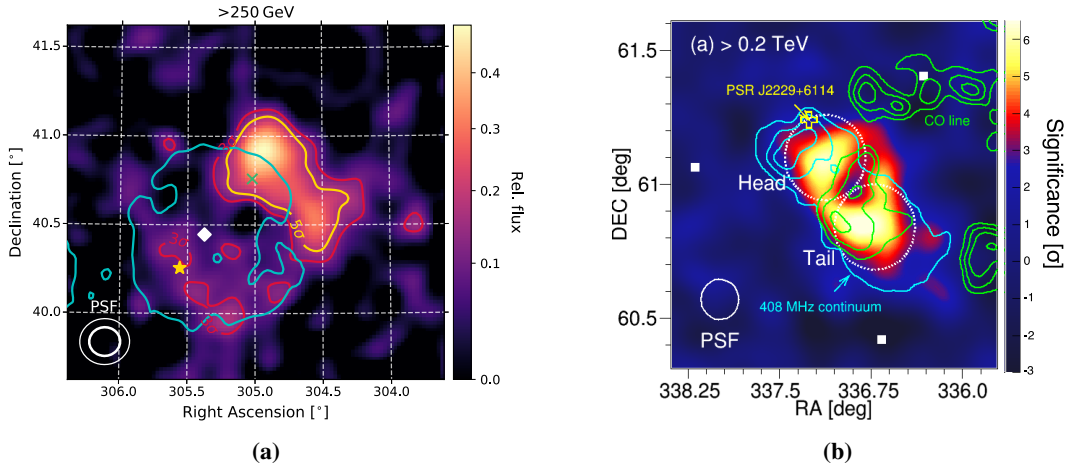 >250 GeV
41.5
41.0
40.5
40.0
Declination [°]
3σ
5σ
3σ
PSF
306.0 305.5 305.0 304.5 304.0
Right Ascension [°]
0.4
0.3
0.2
0.1
0.0
Rel. flux
(a)
(a) > 0.2 TeV
PSR J2229+6114
CO line
Head
Tail
408 MHz continuum
PSF
61.5
61
60.5
DEC [deg]
338.25 337.5 336.75 336.0
RA [deg]
6
5
4
3
2
1
0
-1
-2
-3
Significance [σ]
(b)